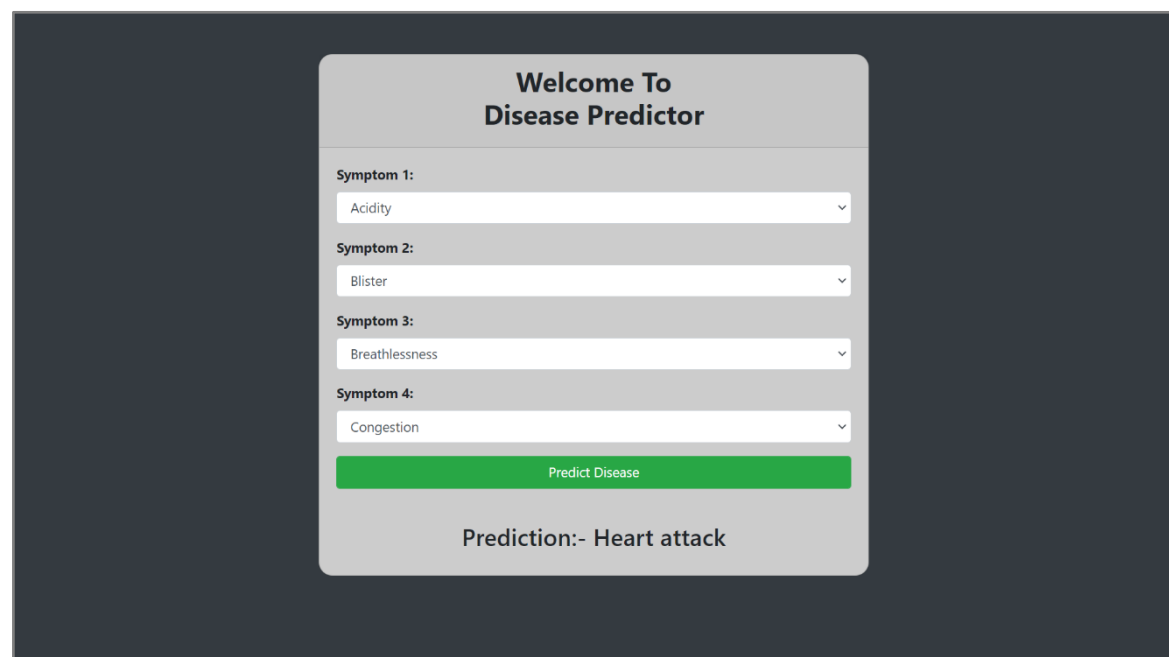 Welcome To
Disease Predictor
Symptom 1:
Acidity
Symptom 2:
Blister
Symptom 3:
Breathlessness
Symptom 4:
Congestion
Predict Disease
Prediction:- Heart attack